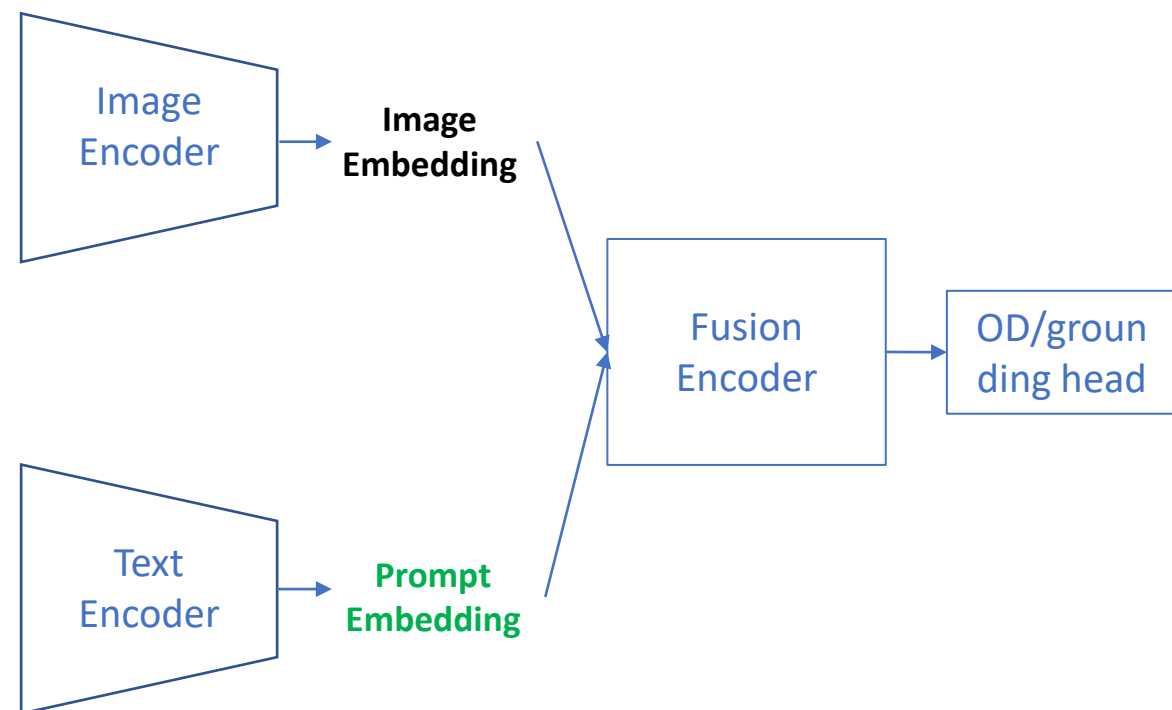 Image
Encoder
Image
Embedding
Fusion
Encoder
OD/groun
ding head
Text
Encoder
Prompt
Embedding